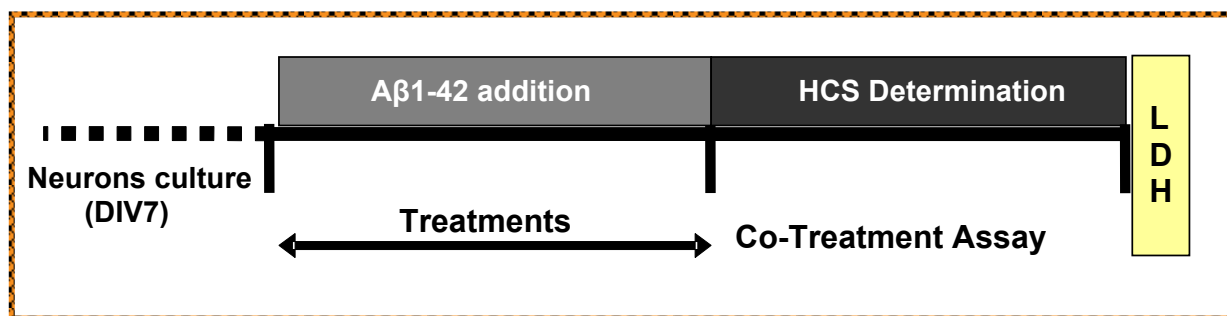 Aβ1-42 addition
HCS Determination
Neurons culture
(DIV7)
Treatments
Co-Treatment Assay
L
D
H